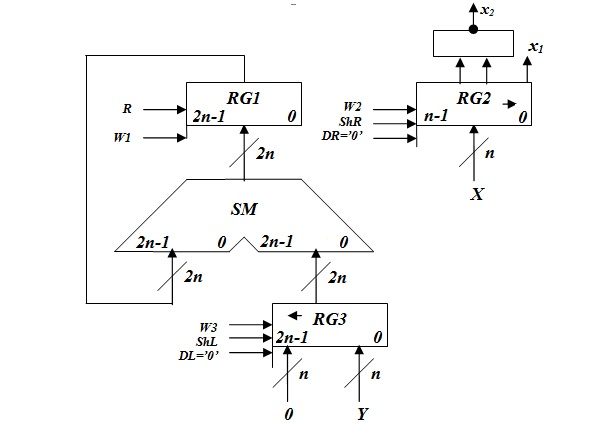 x2
x1
RG1
R
2n-1 0
W1
2n
RG2
W2
ShR
n-1 0
DR='0'
n
X
SM
2n-1 0 2n-1 0
2n 2n
RG3
W3
ShL
2n-1 0
DL='0'
n n
0 Y